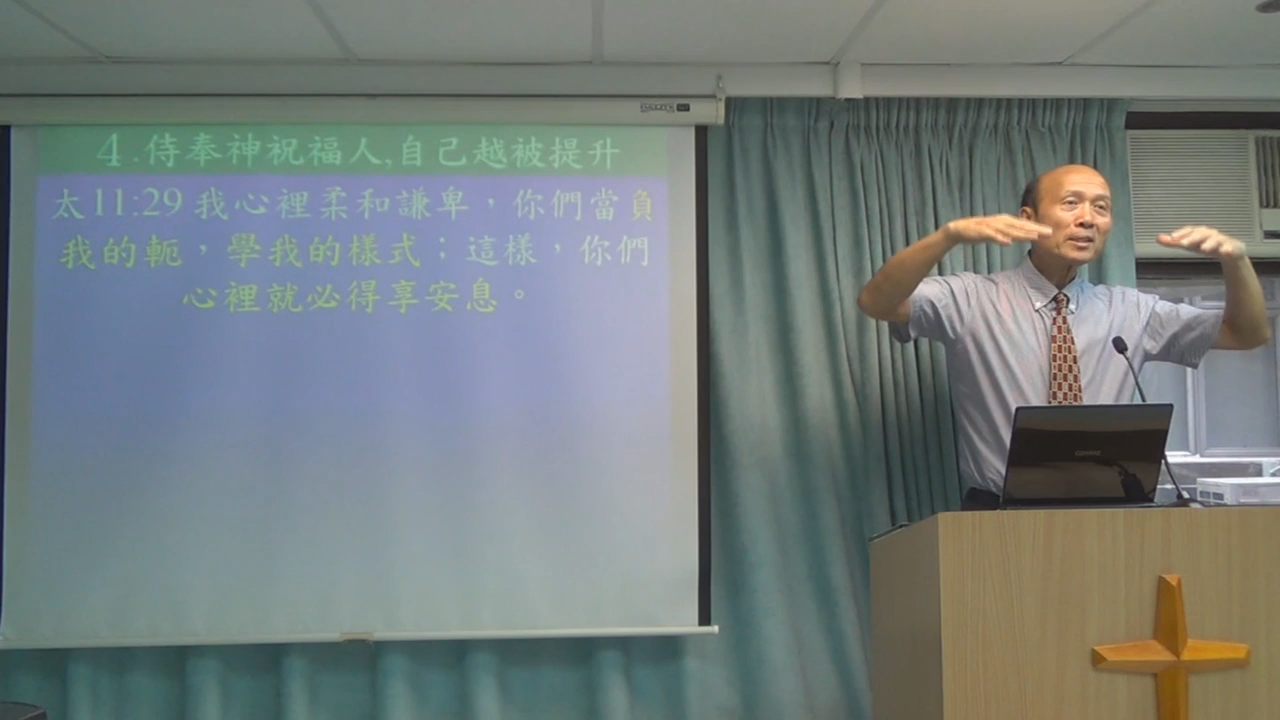 4.侍奉神祝福人,自己越被提升
太11:29 我心裡柔和謙卑，你們當負
我的軛，學我的樣式；這樣，你們
心裡就必得享安息。